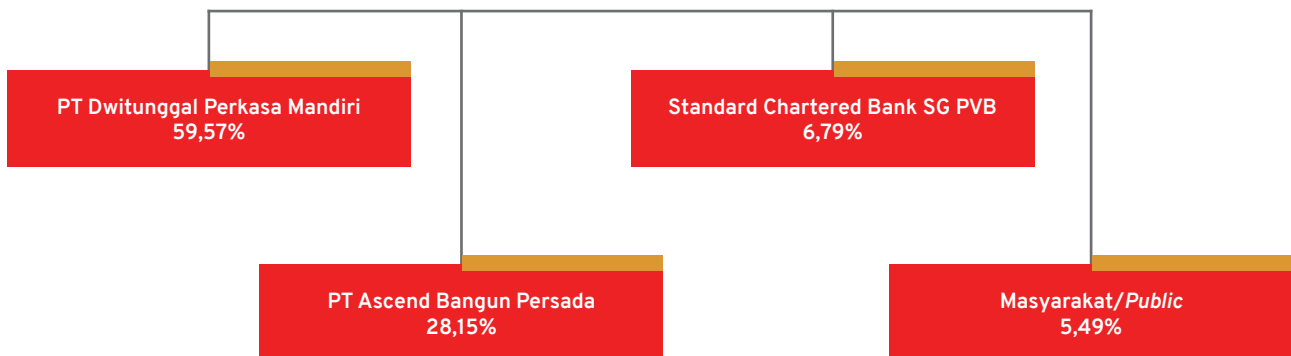 PT Dwitunggal Perkasa Mandiri
59,57%
Standard Chartered Bank SG PVB
6,79%
PT Ascend Bangun Persada
28,15%
Masyarakat/Public
5,49%